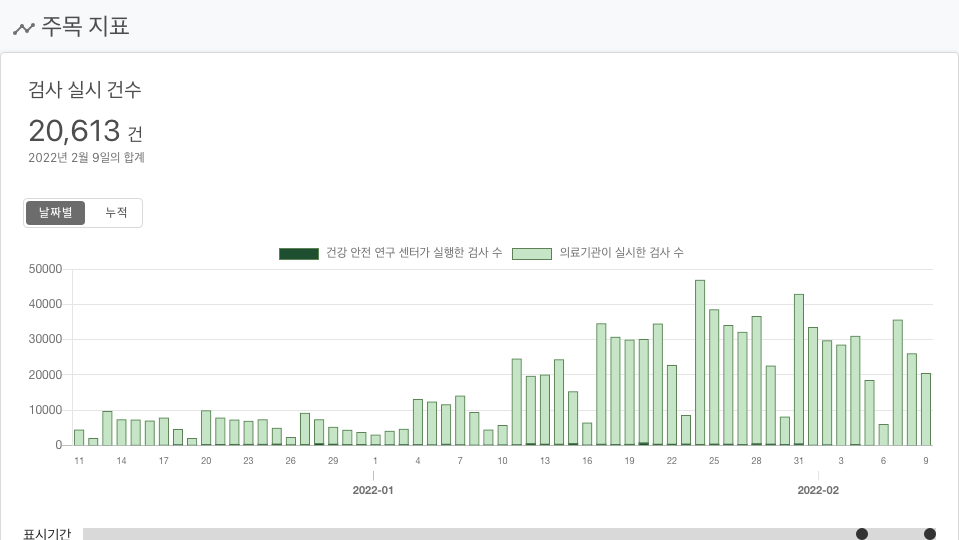 주목 지표
검사 실시 건수
20,613 건
2022년 2월 9일의 합계
날짜별 누적
건강 안전 연구 센터가 실행한 검사 수 의료기관이 실시한 검사 수
50000
40000
30000
20000
10000
0
11 14 17 20 23 26 29 1 4 7 10 13 16 19 22 25 28 31 3 6 9
2022-01 2022-02
표시기간